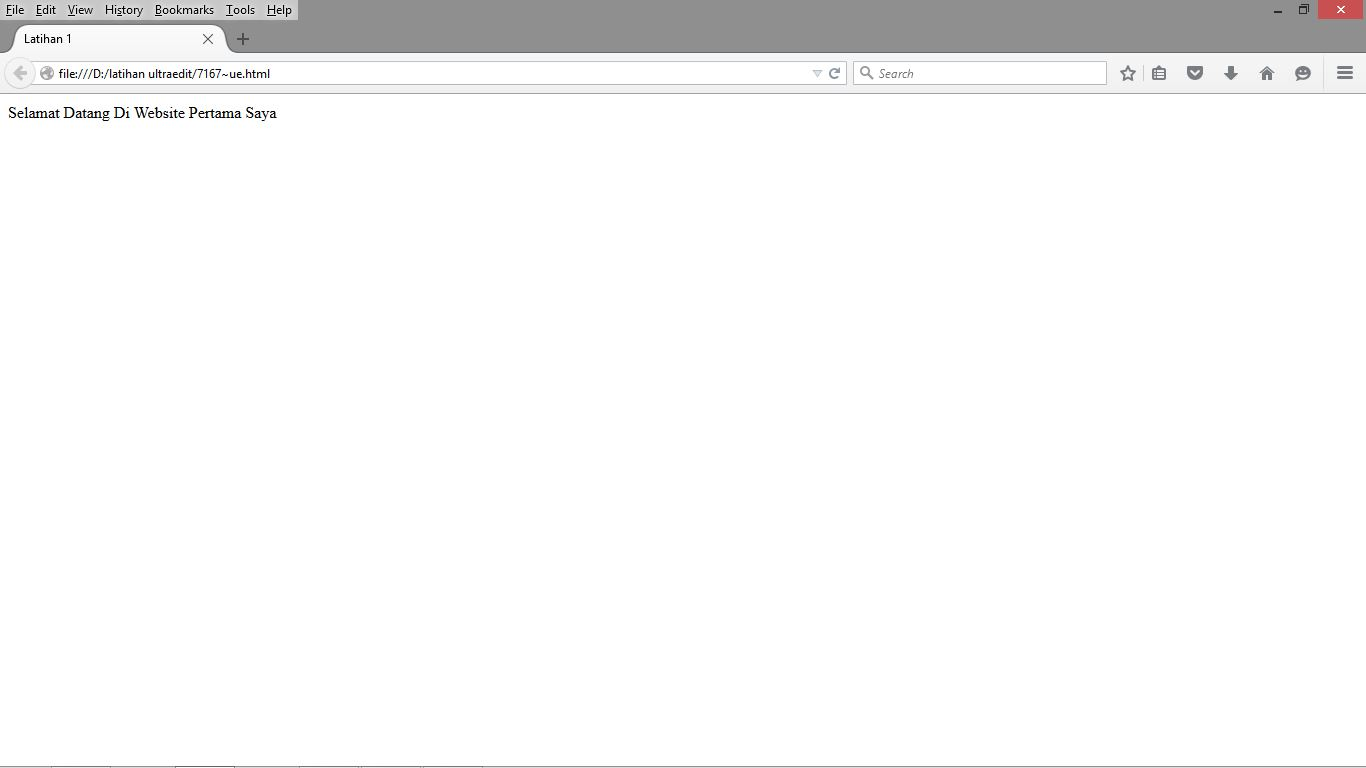 File Edit View History Bookmarks Tools Help
Latihan 1
file:///D:/latihan ultraedit/7167~ue.html
Search
Selamat Datang Di Website Pertama Saya